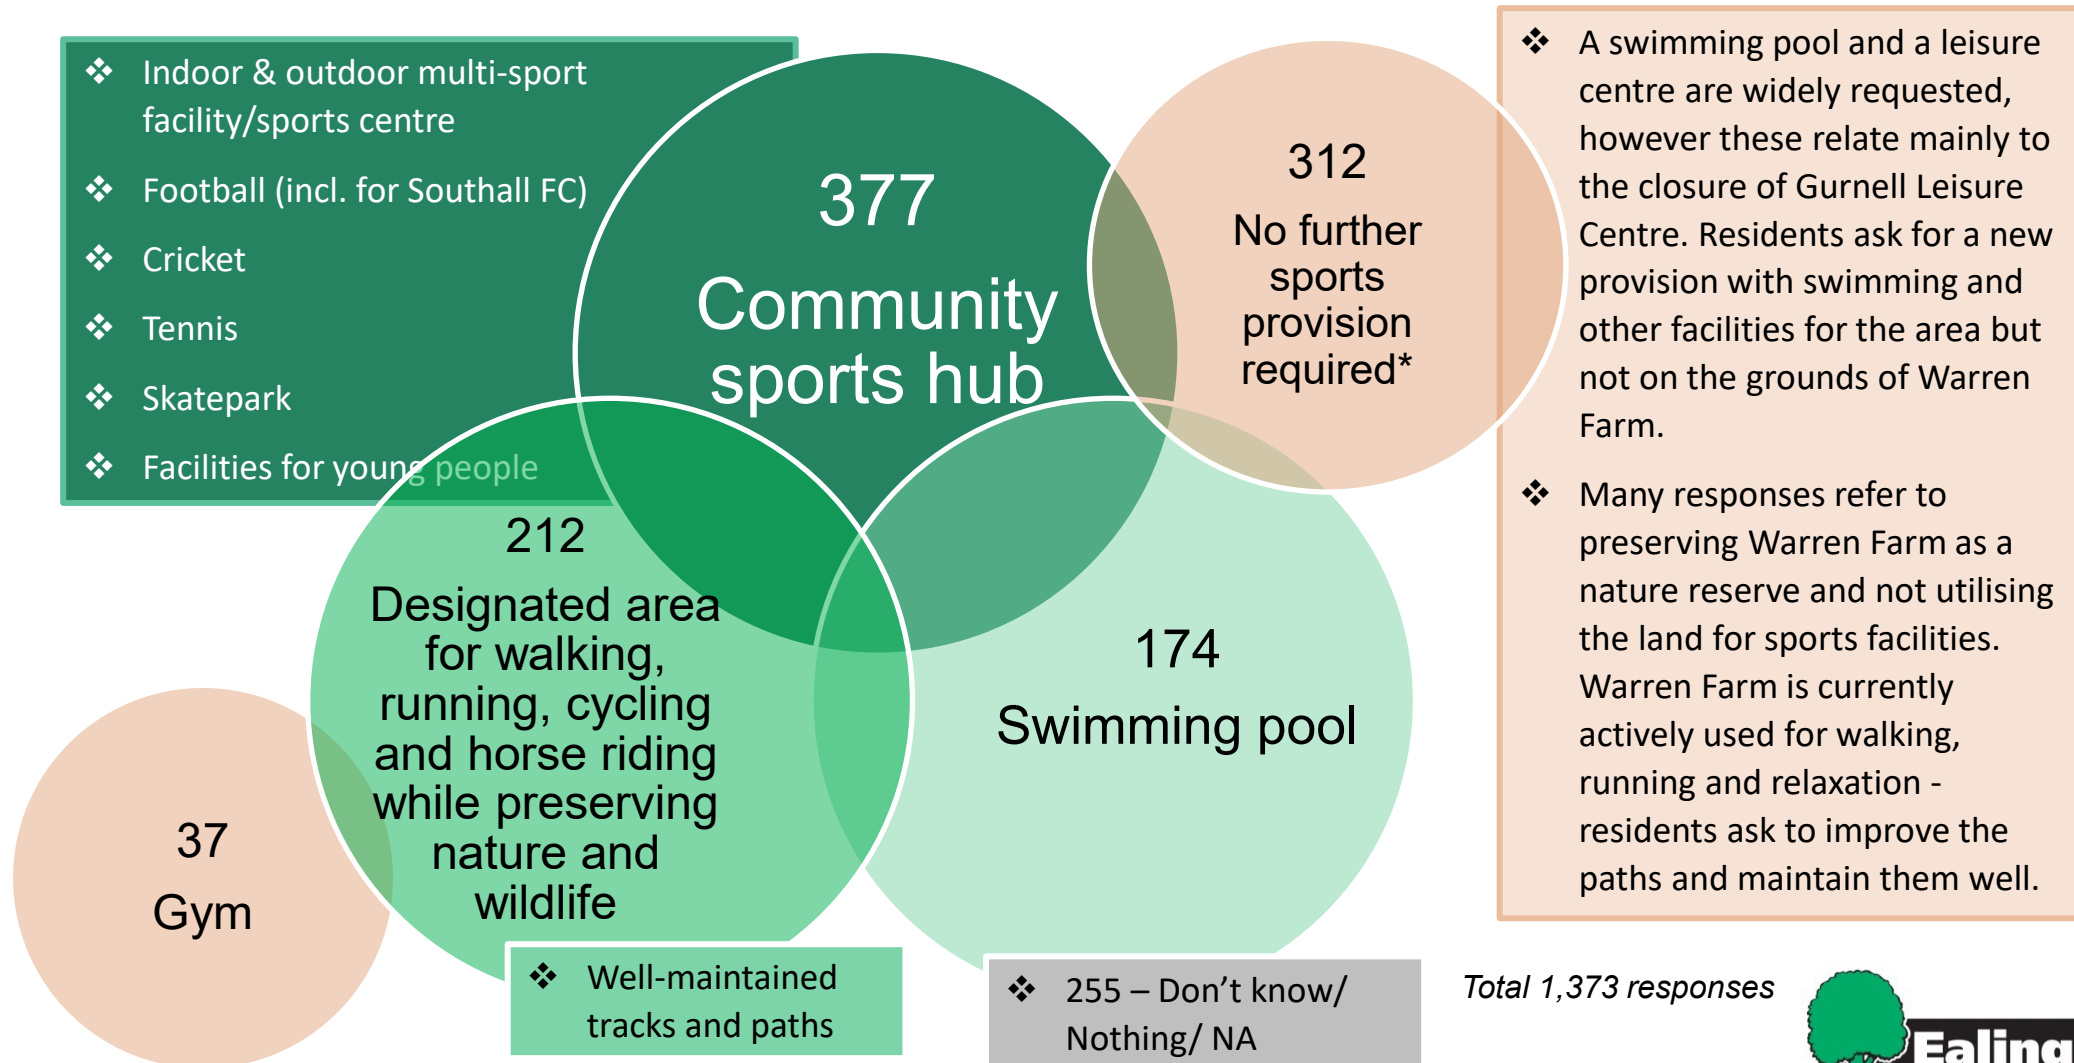 ❖ Indoor & outdoor multi-sport
facility/sports centre
❖ Football (incl. for Southall FC)
❖ Cricket
❖ Tennis
❖ Skatepark
❖ Facilities for young people
377
Community
sports hub
312
No further
sports
provision
required*
212
Designated area
for walking,
running, cycling
and horse riding
while preserving
nature and
wildlife
174
Swimming pool
37
Gym
❖ Well-maintained
tracks and paths
❖ 255 – Don’t know/
Nothing/ NA
❖ A swimming pool and a leisure
centre are widely requested,
however these relate mainly to
the closure of Gurnell Leisure
Centre. Residents ask for a new
provision with swimming and
other facilities for the area but
not on the grounds of Warren
Farm.
❖ Many responses refer to
preserving Warren Farm as a
nature reserve and not utilising
the land for sports facilities.
Warren Farm is currently
actively used for walking,
running and relaxation -
residents ask to improve the
paths and maintain them well.
Total 1,373 responses
Ealing